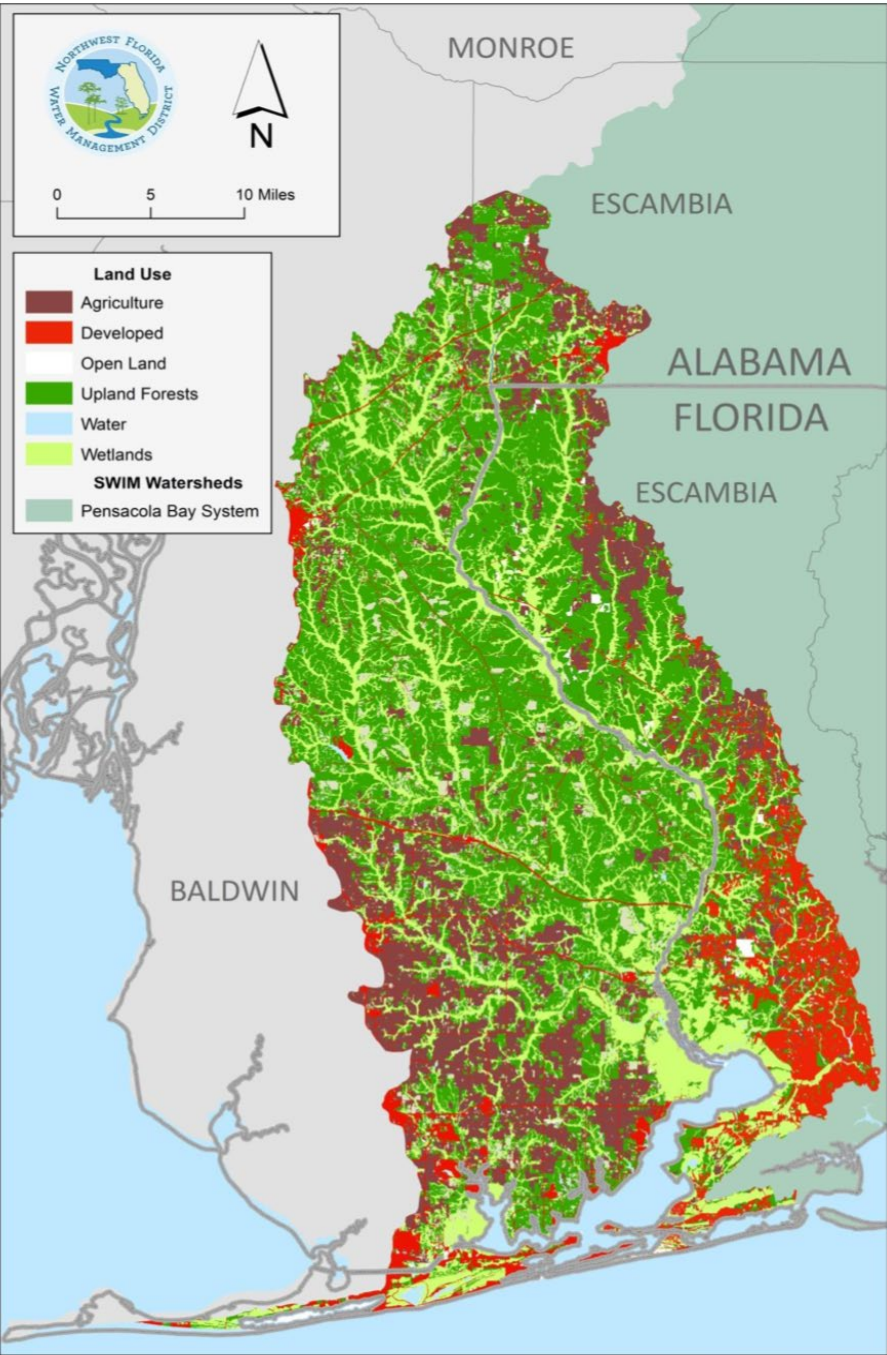 NORTHWEST FLORIDA
WATER MANAGEMENT DISTRICT
N
0 5 10 Miles
Land Use
Agriculture
Developed
Open Land
Upland Forests
Water
Wetlands
SWIM Watersheds
Pensacola Bay System
MONROE
ESCAMBIA
ALABAMA
FLORIDA
ESCAMBIA
BALDWIN